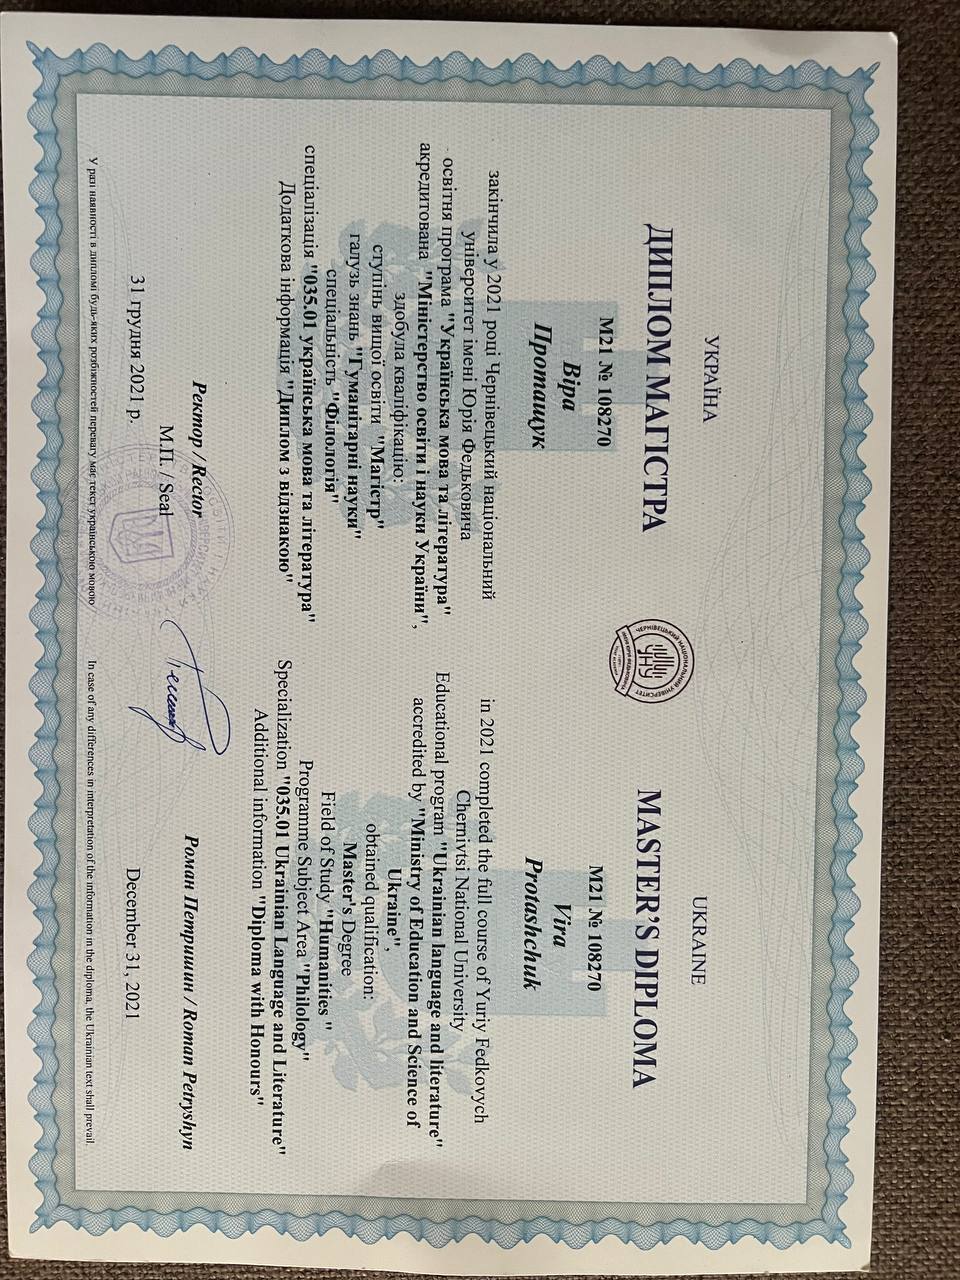 УКРАЇНА
ДИПЛОМ МАГІСТРА
M21 № 108270
Віра
Протащук
закінчила у 2021 році Чернівецький національний
університет імені Юрія Федьковича
освітня програма "Українська мова та література"
акредитована "Міністерство освіти і науки України",
здобула кваліфікацію:
ступінь вищої освіти "Магістр"
галузь знань "Гуманітарні науки"
спеціальність "Філологія"
спеціалізація "035.01 українська мова та література"
Додаткова інформація "Диплом з відзнакою"
UKRAINE
MASTER'S DIPLOMA
M21 № 108270
Vira
Protashchuk
in 2021 completed the full course of Yuriy Fedkovych
Chernivtsi National University
Educational program "Ukrainian language and literature"
accredited by "Ministry of Education and Science of
Ukraine",
obtained qualification:
Master's Degree
Field of Study "Humanities "
Programme Subject Area "Philology"
Specialization "035.01 Ukrainian Language and Literature"
Additional information "Diploma with Honours"
ЧЕРНІВЕЦЬКИЙ НАЦІОНАЛЬНИЙ УНІВЕРСИТЕТ
Ректор / Rector
Роман Петришин / Roman Petryshyn
М.П. / Seal
31 грудня 2021 р.
December 31, 2021
У разі наявності в дипломі будь-яких розбіжностей перевагу має текст українською мовою
In case of any differences in interpretation of the information in the diploma, the Ukrainian text shall prevail.